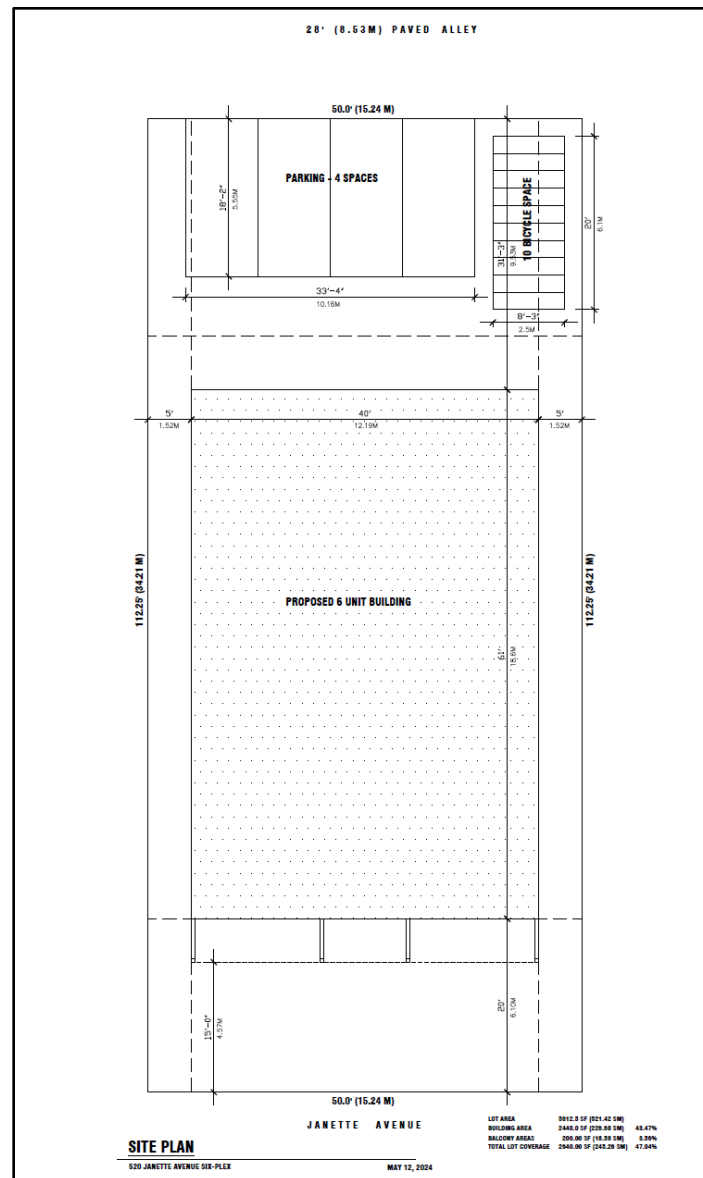 28' (8.53M) PAVED ALLEY
50.0' (15.24 M)
PARKING - 4 SPACES
18'-2"
5.55M
10 BICYCLE SPACE
31'-3"
9.53M
20'
6.1M
33'-4"
10.16M
8'-3"
2.5M
5'
1.52M
40'
12.19M
5'
1.52M
112.25' (34.21 M)
112.25' (34.21 M)
PROPOSED 6 UNIT BUILDING
61'
18.6M
15'-0"
4.57M
20'
6.10M
50.0' (15.24 M)
JANETTE AVENUE
LOT AREA 5612.5 SF (521.42 SM)
BUILDING AREA 2440.0 SF (226.68 SM) 43.47%
BALCONY AREAS 200.00 SF (18.58 SM)
TOTAL LOT COVERAGE 2640.00 SF (245.26 SM) 47.04%
SITE PLAN
520 JANETTE AVENUE SIX-PLEX
MAY 12, 2024